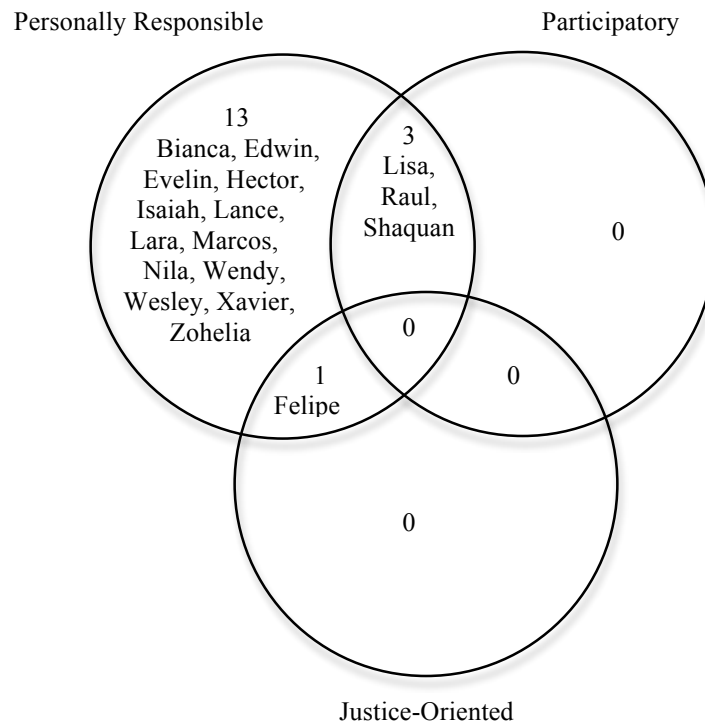 Personally Responsible
Participatory
13
Bianca, Edwin,
Evelin, Hector,
Isaiah, Lance,
Lara, Marcos,
Nila, Wendy,
Wesley, Xavier,
Zohelia
3
Lisa,
Raul,
Shaquan
0
0
0
1
Felipe
0
Justice-Oriented